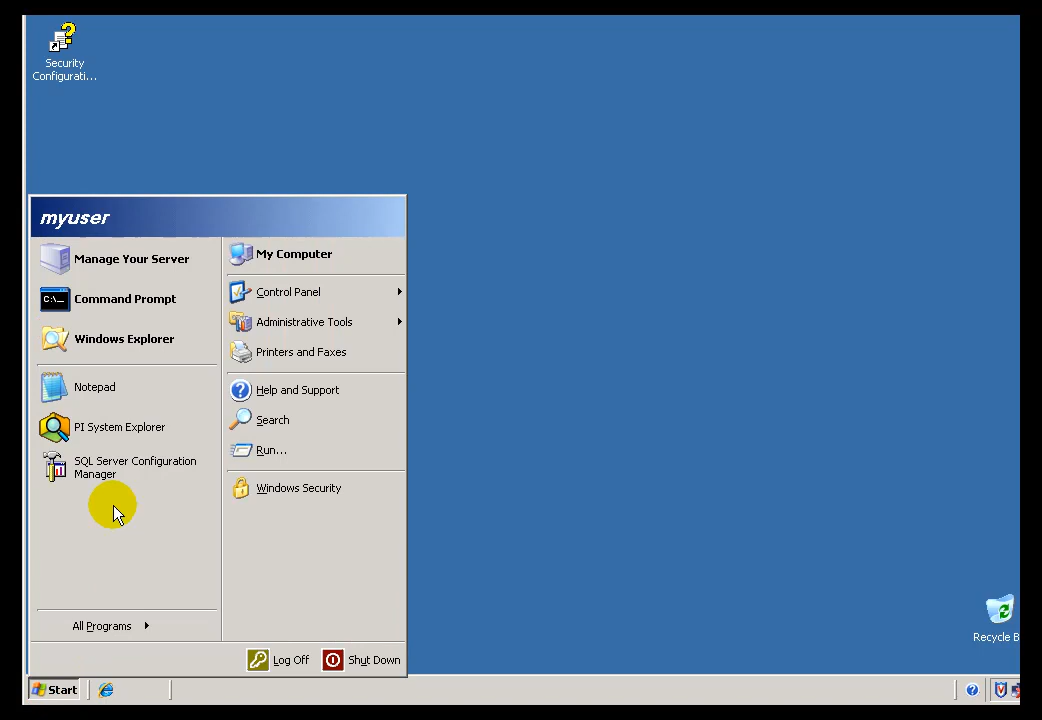 Security
Configurati...
myuser
Manage Your Server
Command Prompt
C:\...
Windows Explorer
Notepad
PI System Explorer
SQL Server Configuration
Manager
All Programs
My Computer
Control Panel
Administrative Tools
Printers and Faxes
Help and Support
Search
Run...
Windows Security
Log Off
Shut Down
Recycle B
Start